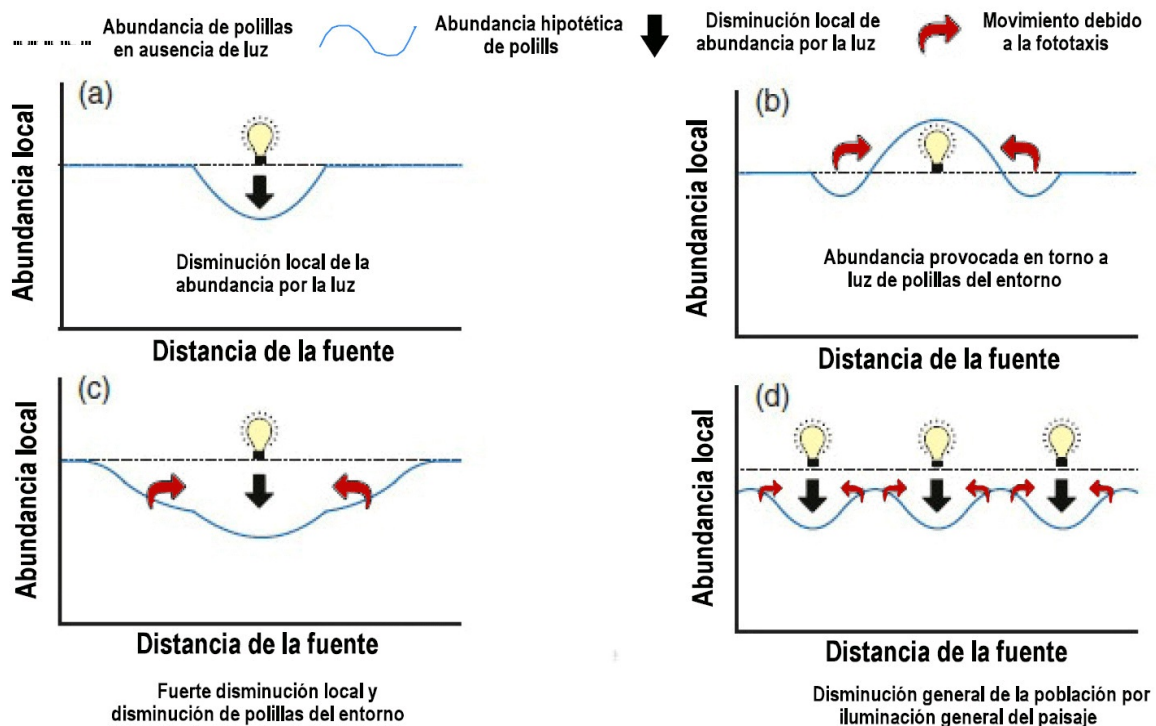 Abundancia de polillas
en ausencia de luz
Abundancia hipotética
de polills
Disminución local de
abundancia por la luz
Movimiento debido
a la fototaxis
(a)
Abundancia local
Disminución local de la
abundancia por la luz
Distancia de la fuente
(b)
Abundancia local
Abundancia provocada en torno a
luz de polillas del entorno
Distancia de la fuente
(c)
Abundancia local
Distancia de la fuente
Fuerte disminución local y
disminución de polillas del entorno
(d)
Abundancia local
Distancia de la fuente
Disminución general de la población por
iluminación general del paisaje